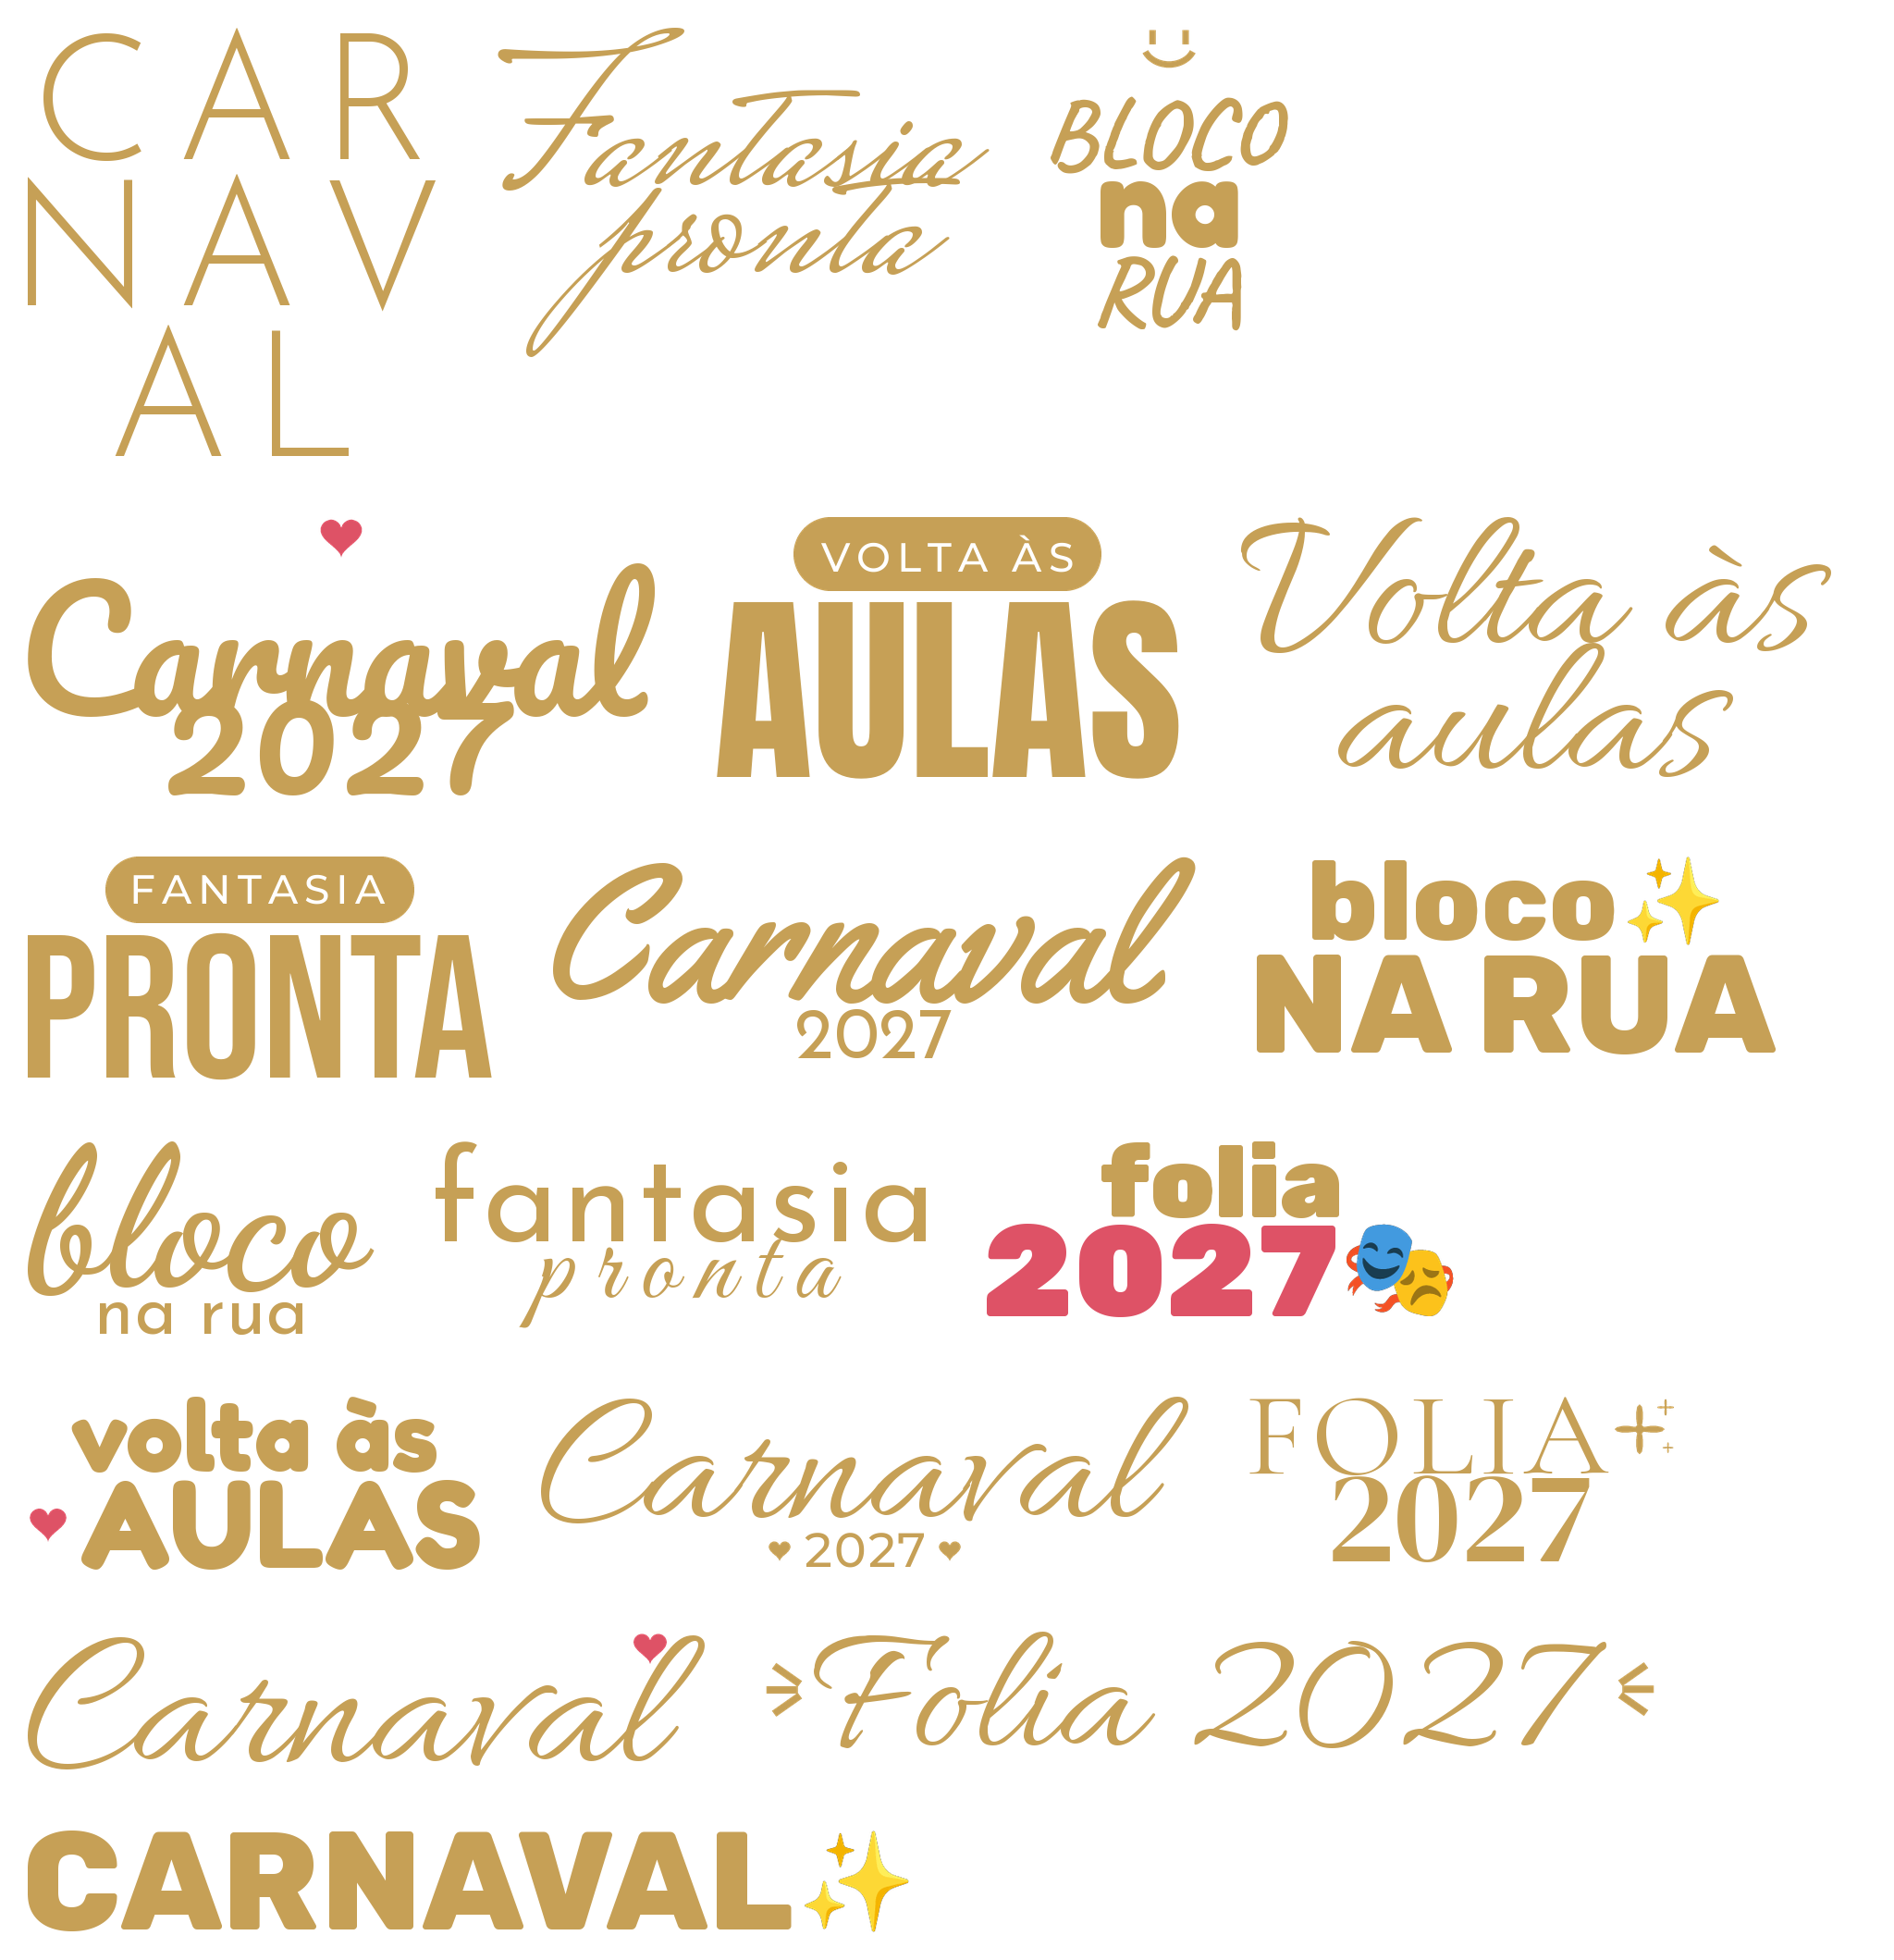 CAR
NAV
AL
Fantasia
pronta
BLOCO
na
RUA
Carnaval
2027
VOLTA ÀS
AULAS
Volta às
aulas
FANTASIA
PRONTA
Carnaval
2027
bloco✨
NA RUA
bloco
na rua
fantasia
pronta
folia
2027🎭
volta às
AULAS
Carnaval
2027
FOLIA
2027
Carnaval
Folia 2027
CARNAVAL✨